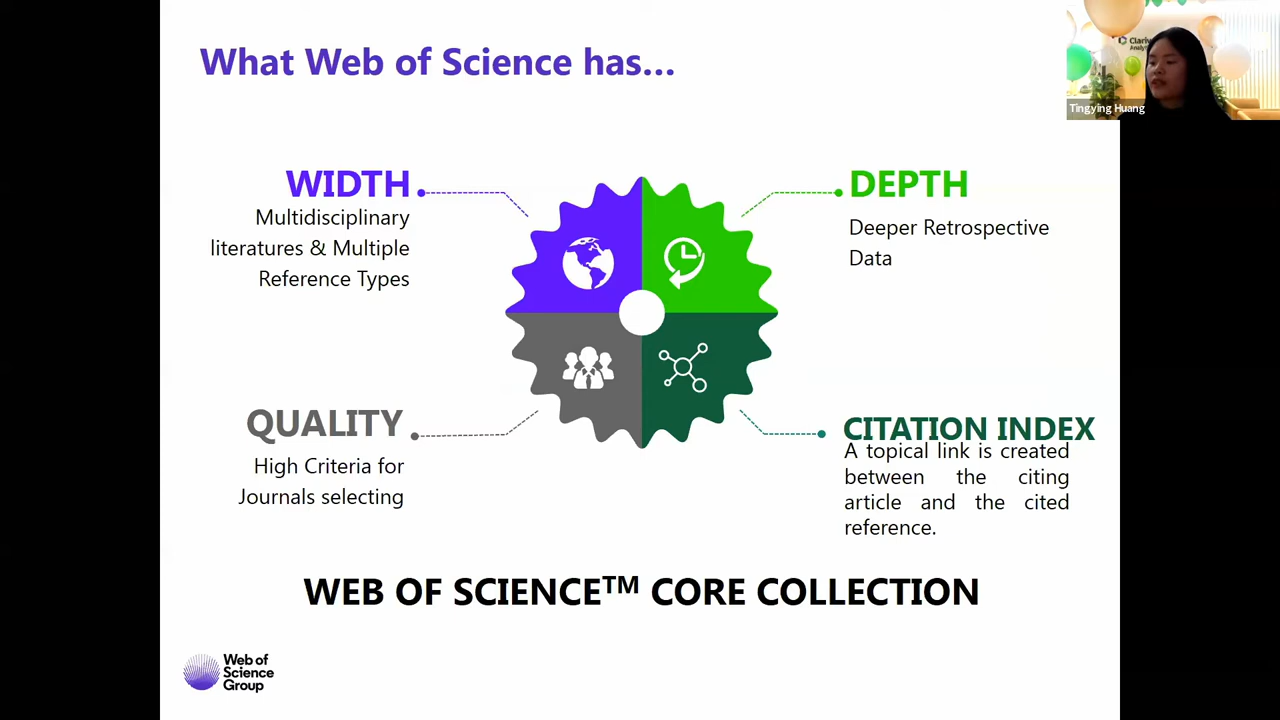 What Web of Science has...
Clariv
Analyt
Tingying Huang
WIDTH
Multidisciplinary
literatures & Multiple
Reference Types
DEPTH
Deeper Retrospective
Data
QUALITY
High Criteria for
Journals selecting
CITATION INDEX
A topical link is created
between the citing
article and the cited
reference.
WEB OF SCIENCE™ CORE COLLECTION
Web of
Science
Group